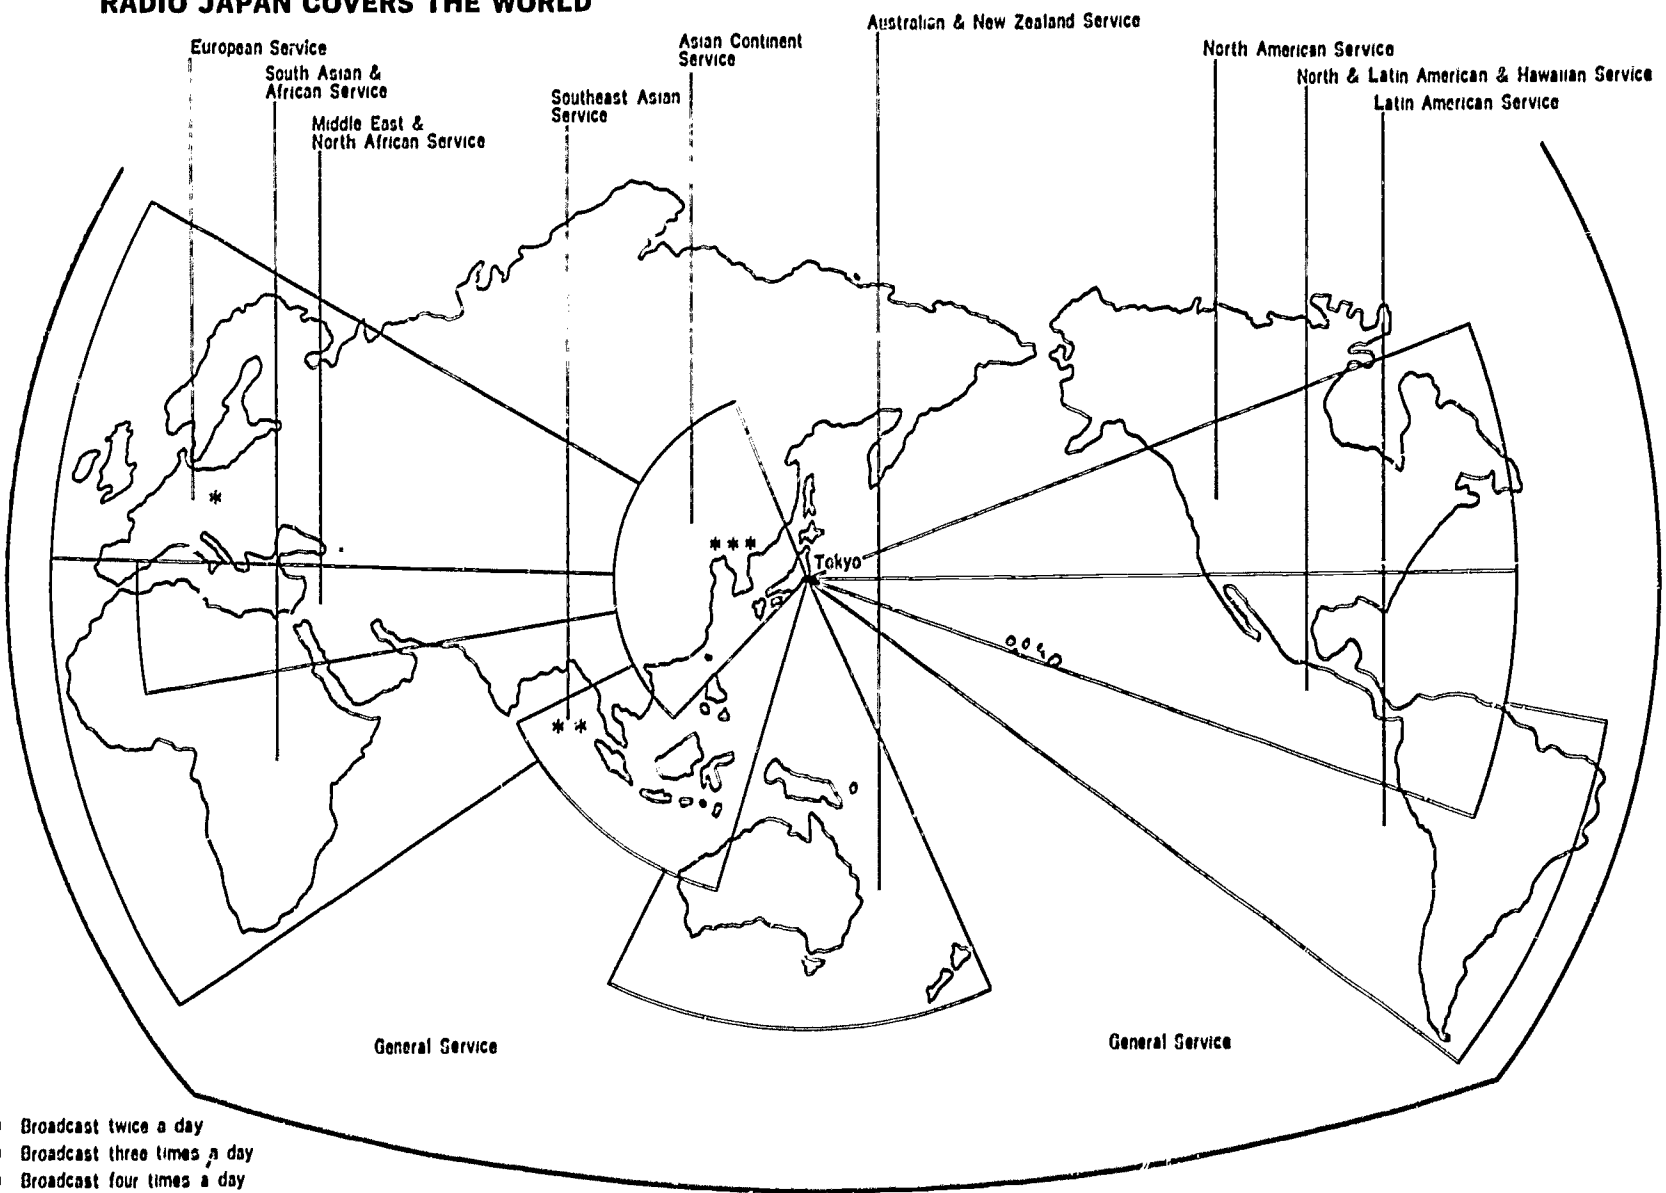 RADIO JAPAN COVERS THE WORLD
European Service
South Asian &
African Service
Middle East &
North African Service
Southeast Asian
Service
Asian Continent
Service
Australian & New Zealand Service
North American Service
North & Latin American & Hawaiian Service
Latin American Service
*
* * *
Tokyo
* *
General Service
General Service
Broadcast twice a day
Broadcast three times a day
Broadcast four times a day